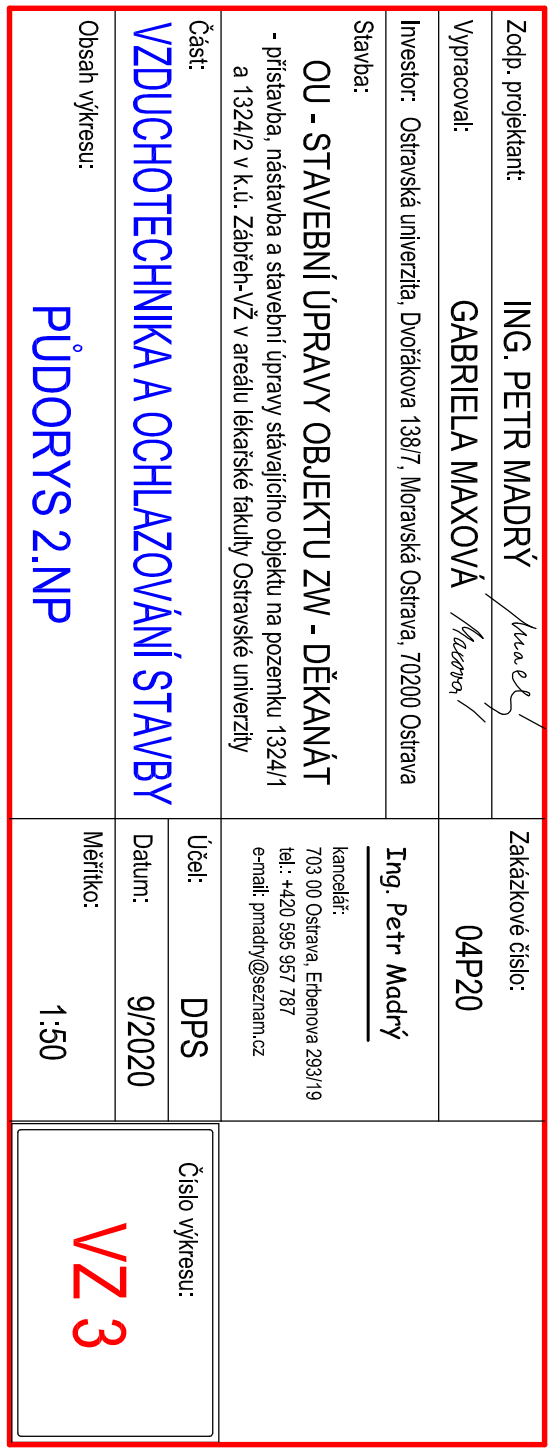 Zodp. projektant: ING. PETR MADRÝ
Zakázkové číslo:
04P20
Vypracoval: GABRIELA MAXOVÁ Maxová
Investor: Ostravská univerzita, Dvořákova 138/7, Moravská Ostrava, 70200 Ostrava
Stavba:
OU - STAVEBNÍ ÚPRAVY OBJEKTU ZW - DĚKANÁT
- přístavba, nástavba a stavební úpravy stávajícího objektu na pozemku 1324/1
a 1324/2 v k.ú. Zábřeh-VŽ v areálu lékařské fakulty Ostravské univerzity
Ing. Petr Madrý
kancelář:
703 00 Ostrava, Erbenova 293/19
tel.: +420 595 957 787
e-mail: pmadry@seznam.cz
Část:
VZDUCHOTECHNIKA A OCHLAZOVÁNÍ STAVBY
Účel: DPS
Datum: 9/2020
Obsah výkresu:
PŮDORYS 2.NP
Měřítko:
1:50
Číslo výkresu:
VZ 3